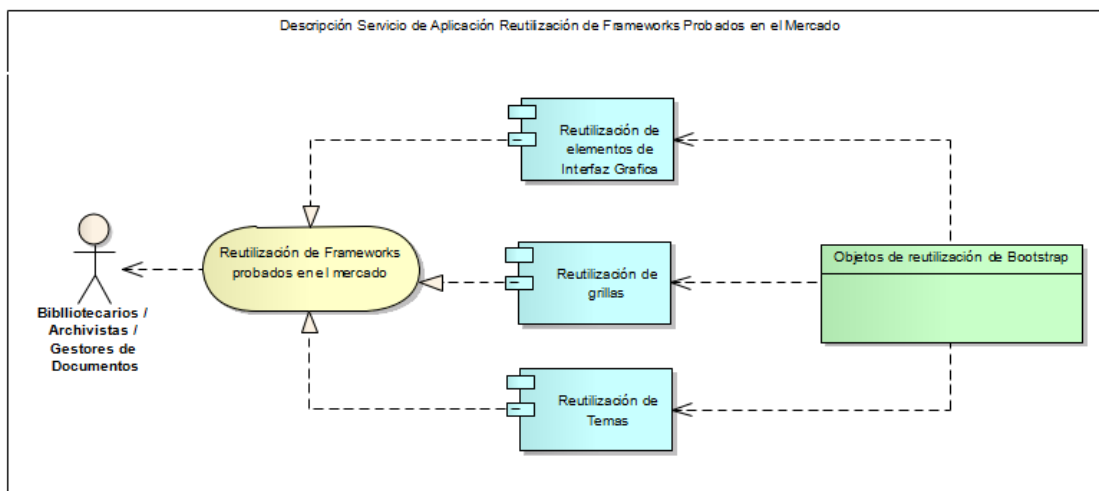 Descripción Servicio de Aplicación Reutilización de Frameworks Probados en el Mercado
Reutilización de
elementos de
Interfaz Grafica
Reutilización de Frameworks
probados en el mercado
Objetos de reutilización de Bootstrap
Reutilización de
grillas
Biblliotecarios /
Archivistas /
Gestores de
Documentos
Reutilización de
Temas